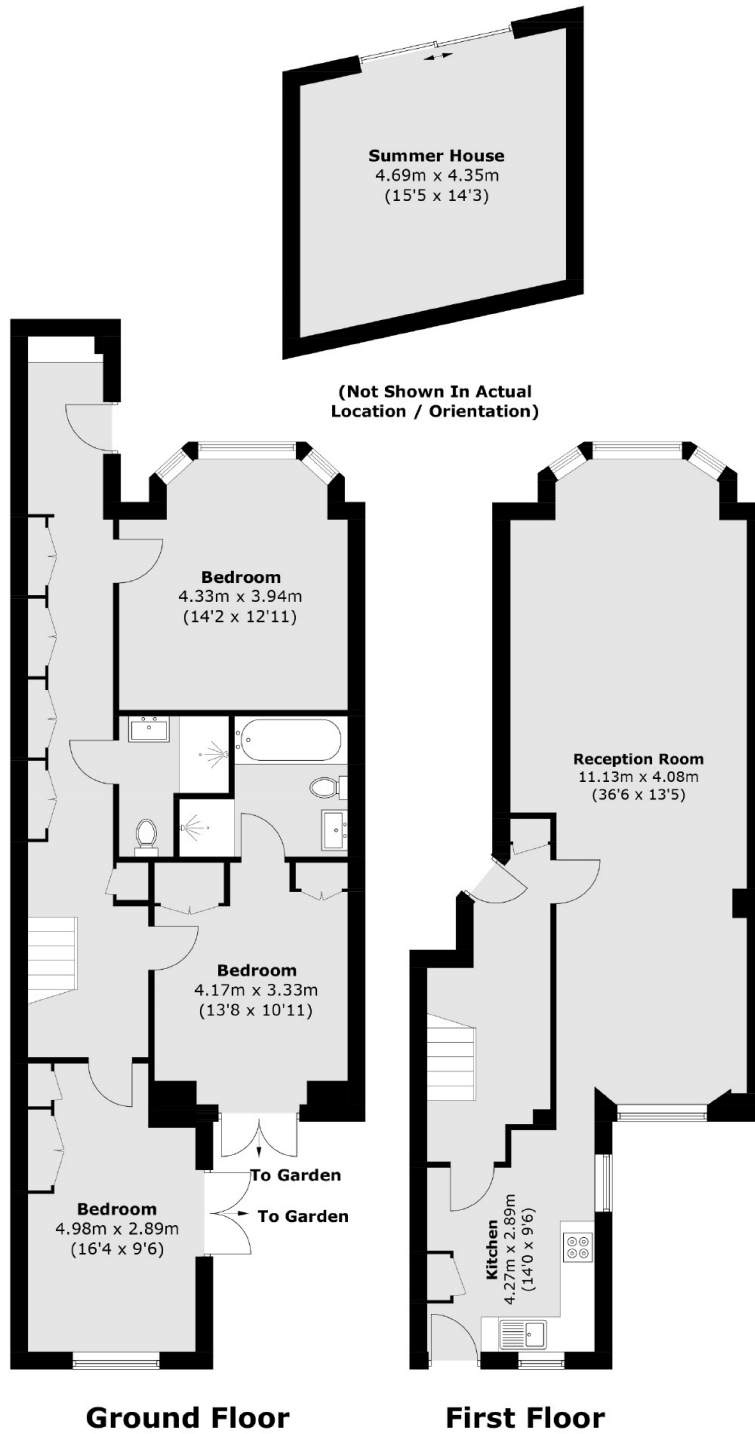 Summer House
4.69m x 4.35m
(15'5 x 14'3)
(Not Shown In Actual
Location / Orientation)
Bedroom
4.33m x 3.94m
(14'2 x 12'11)
Reception Room
11.13m x 4.08m
(36'6 x 13'5)
Bedroom
4.17m x 3.33m
(13'8 x 10'11)
To Garden
To Garden
Bedroom
4.98m x 2.89m
(16'4 x 9'6)
Kitchen
4.27m x 2.89m
(14'0 x 9'6)
Ground Floor
First Floor